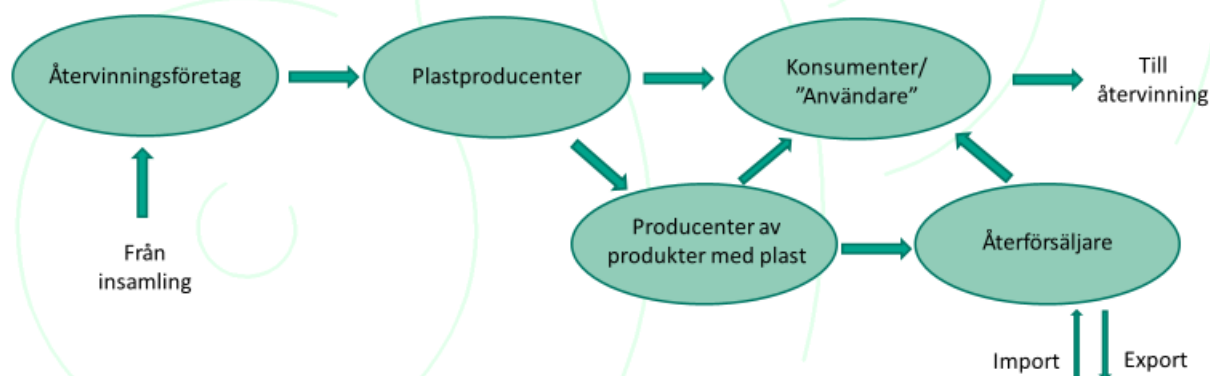 Återvinningsföretag
Plastproducenter
Konsumenter/
”Användare”
Till
återvinning
Från
insamling
Producenter av
produkter med plast
Återförsäljare
Import
Export